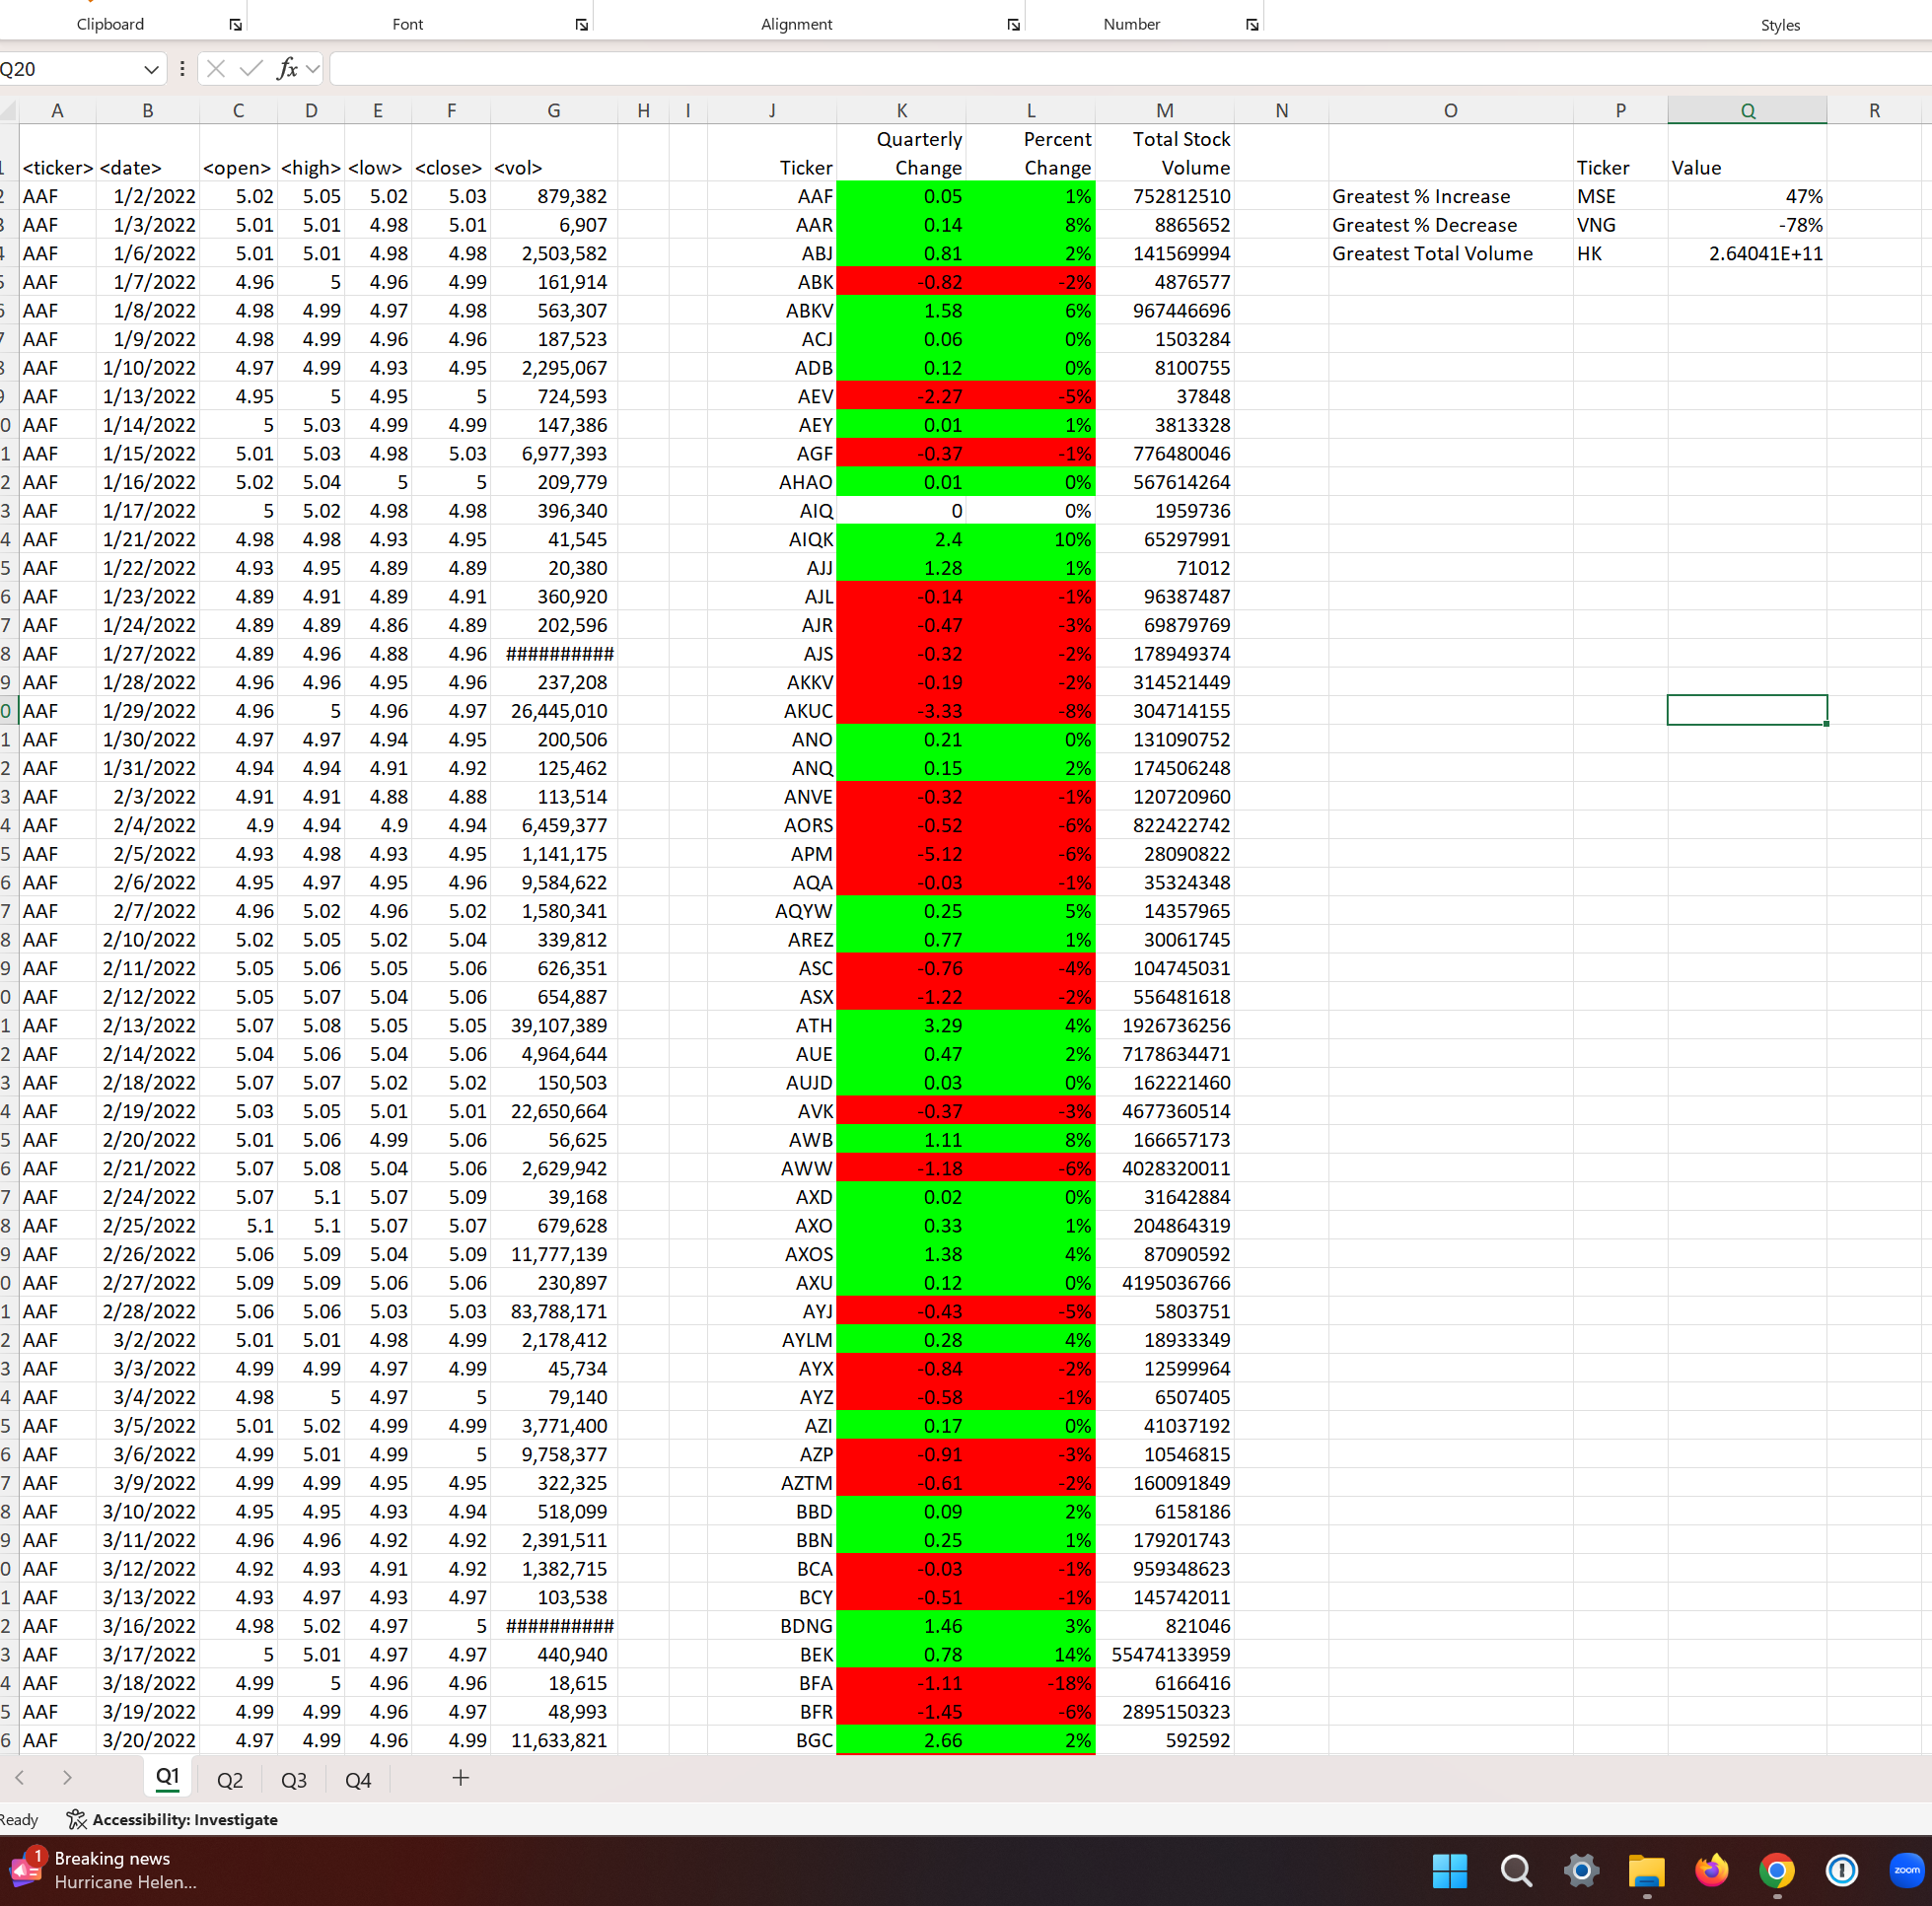 Clipboard Font Alignment Number Styles
Q20 fx
A B C D E F G H I J K L M N O P Q R
Quarterly Percent Total Stock
<ticker> <date> <open> <high> <low> <close> <vol> Ticker Change Change Volume Ticker Value
AAF 1/2/2022 5.02 5.05 5.02 5.03 879,382 AAF 0.05 1% 752812510 Greatest % Increase MSE 47%
AAF 1/3/2022 5.01 5.01 4.98 5.01 6,907 AAR 0.14 8% 8865652 Greatest % Decrease VNG -78%
AAF 1/6/2022 5.01 5.01 4.98 4.98 2,503,582 ABJ 0.81 2% 141569994 Greatest Total Volume HK 2.64041E+11
AAF 1/7/2022 4.96 5 4.96 4.99 161,914 ABK -0.82 -2% 4876577
AAF 1/8/2022 4.98 4.99 4.97 4.98 563,307 ABKV 1.58 6% 967446696
AAF 1/9/2022 4.98 4.99 4.96 4.96 187,523 ACJ 0.06 0% 1503284
AAF 1/10/2022 4.97 4.99 4.93 4.95 2,295,067 ADB 0.12 0% 8100755
AAF 1/13/2022 4.95 5 4.95 5 724,593 AEV -2.27 -5% 37848
AAF 1/14/2022 5 5.03 4.99 4.99 147,386 AEY 0.01 1% 3813328
AAF 1/15/2022 5.01 5.03 4.98 5.03 6,977,393 AGF -0.37 -1% 776480046
AAF 1/16/2022 5.02 5.04 5 5 209,779 AHAO 0.01 0% 567614264
AAF 1/17/2022 5 5.02 4.98 4.98 396,340 AIQ 0 0% 1959736
AAF 1/21/2022 4.98 4.98 4.93 4.95 41,545 AIQK 2.4 10% 65297991
AAF 1/22/2022 4.93 4.95 4.89 4.89 20,380 AJJ 1.28 1% 71012
AAF 1/23/2022 4.89 4.91 4.89 4.91 360,920 AJL -0.14 -1% 96387487
AAF 1/24/2022 4.89 4.89 4.86 4.89 202,596 AJR -0.47 -3% 69879769
AAF 1/27/2022 4.89 4.96 4.88 4.96 ########## AJS -0.32 -2% 178949374
AAF 1/28/2022 4.96 4.96 4.95 4.96 237,208 AKKV -0.19 -2% 314521449
AAF 1/29/2022 4.96 5 4.96 4.97 26,445,010 AKUC -3.33 -8% 304714155
AAF 1/30/2022 4.97 4.97 4.94 4.95 200,506 ANO 0.21 0% 131090752
AAF 1/31/2022 4.94 4.94 4.91 4.92 125,462 ANQ 0.15 2% 174506248
AAF 2/3/2022 4.91 4.91 4.88 4.88 113,514 ANVE -0.32 -1% 120720960
AAF 2/4/2022 4.9 4.94 4.9 4.94 6,459,377 AORS -0.52 -6% 822422742
AAF 2/5/2022 4.93 4.98 4.93 4.95 1,141,175 APM -5.12 -6% 28090822
AAF 2/6/2022 4.95 4.97 4.95 4.96 9,584,622 AQA -0.03 -1% 35324348
AAF 2/7/2022 4.96 5.02 4.96 5.02 1,580,341 AQYW 0.25 5% 14357965
AAF 2/10/2022 5.02 5.05 5.02 5.04 339,812 AREZ 0.77 1% 30061745
AAF 2/11/2022 5.05 5.06 5.05 5.06 626,351 ASC -0.76 -4% 104745031
AAF 2/12/2022 5.05 5.07 5.04 5.06 654,887 ASX -1.22 -2% 556481618
AAF 2/13/2022 5.07 5.08 5.05 5.05 39,107,389 ATH 3.29 4% 1926736256
AAF 2/14/2022 5.04 5.06 5.04 5.06 4,964,644 AUE 0.47 2% 7178634471
AAF 2/18/2022 5.07 5.07 5.02 5.02 150,503 AUJD 0.03 0% 162221460
AAF 2/19/2022 5.03 5.05 5.01 5.01 22,650,664 AVK -0.37 -3% 4677360514
AAF 2/20/2022 5.01 5.06 4.99 5.06 56,625 AWB 1.11 8% 166657173
AAF 2/21/2022 5.07 5.08 5.04 5.06 2,629,942 AWW -1.18 -6% 4028320011
AAF 2/24/2022 5.07 5.1 5.07 5.09 39,168 AXD 0.02 0% 31642884
AAF 2/25/2022 5.1 5.1 5.07 5.07 679,628 AXO 0.33 1% 204864319
AAF 2/26/2022 5.06 5.09 5.04 5.09 11,777,139 AXOS 1.38 4% 87090592
AAF 2/27/2022 5.09 5.09 5.06 5.06 230,897 AXU 0.12 0% 4195036766
AAF 2/28/2022 5.06 5.06 5.03 5.03 83,788,171 AYJ -0.43 -5% 5803751
AAF 3/2/2022 5.01 5.01 4.98 4.99 2,178,412 AYLM 0.28 4% 18933349
AAF 3/3/2022 4.99 4.99 4.97 4.99 45,734 AYX -0.84 -2% 12599964
AAF 3/4/2022 4.98 5 4.97 5 79,140 AYZ -0.58 -1% 6507405
AAF 3/5/2022 5.01 5.02 4.99 4.99 3,771,400 AZI 0.17 0% 41037192
AAF 3/6/2022 4.99 5.01 4.99 5 9,758,377 AZP -0.91 -3% 10546815
AAF 3/9/2022 4.99 4.99 4.95 4.95 322,325 AZTM -0.61 -2% 160091849
AAF 3/10/2022 4.95 4.95 4.93 4.94 518,099 BBD 0.09 2% 6158186
AAF 3/11/2022 4.96 4.96 4.92 4.92 2,391,511 BBN 0.25 1% 179201743
AAF 3/12/2022 4.92 4.93 4.91 4.92 1,382,715 BCA -0.03 -1% 959348623
AAF 3/13/2022 4.93 4.97 4.93 4.97 103,538 BCY -0.51 -1% 145742011
AAF 3/16/2022 4.98 5.02 4.97 5 ########## BDNG 1.46 3% 821046
AAF 3/17/2022 5 5.01 4.97 4.97 440,940 BEK 0.78 14% 55474133959
AAF 3/18/2022 4.99 5 4.96 4.96 18,615 BFA -1.11 -18% 6166416
AAF 3/19/2022 4.99 4.99 4.96 4.97 48,993 BFR -1.45 -6% 2895150323
AAF 3/20/2022 4.97 4.99 4.96 4.99 11,633,821 BGC 2.66 2% 592592
Q1 Q2 Q3 Q4
Ready Accessibility: Investigate
1 Breaking news
Hurricane Helen...
zoom